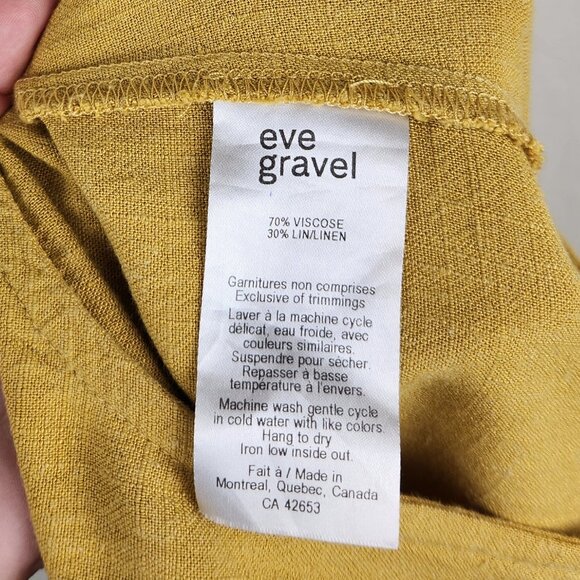 eve
gravel
70% VISCOSE
30% LIN/LINEN
Garnitures non comprises
Exclusive of trimmings
Laver à la machine cycle
délicat, eau froide, avec
couleurs similaires.
Suspendre pour sécher.
Repasser à basse
température à l'envers.
Machine wash gentle cycle
in cold water with like colors.
Hang to dry
Iron low inside out.
Fait à / Made in
Montreal, Quebec, Canada
CA 42653